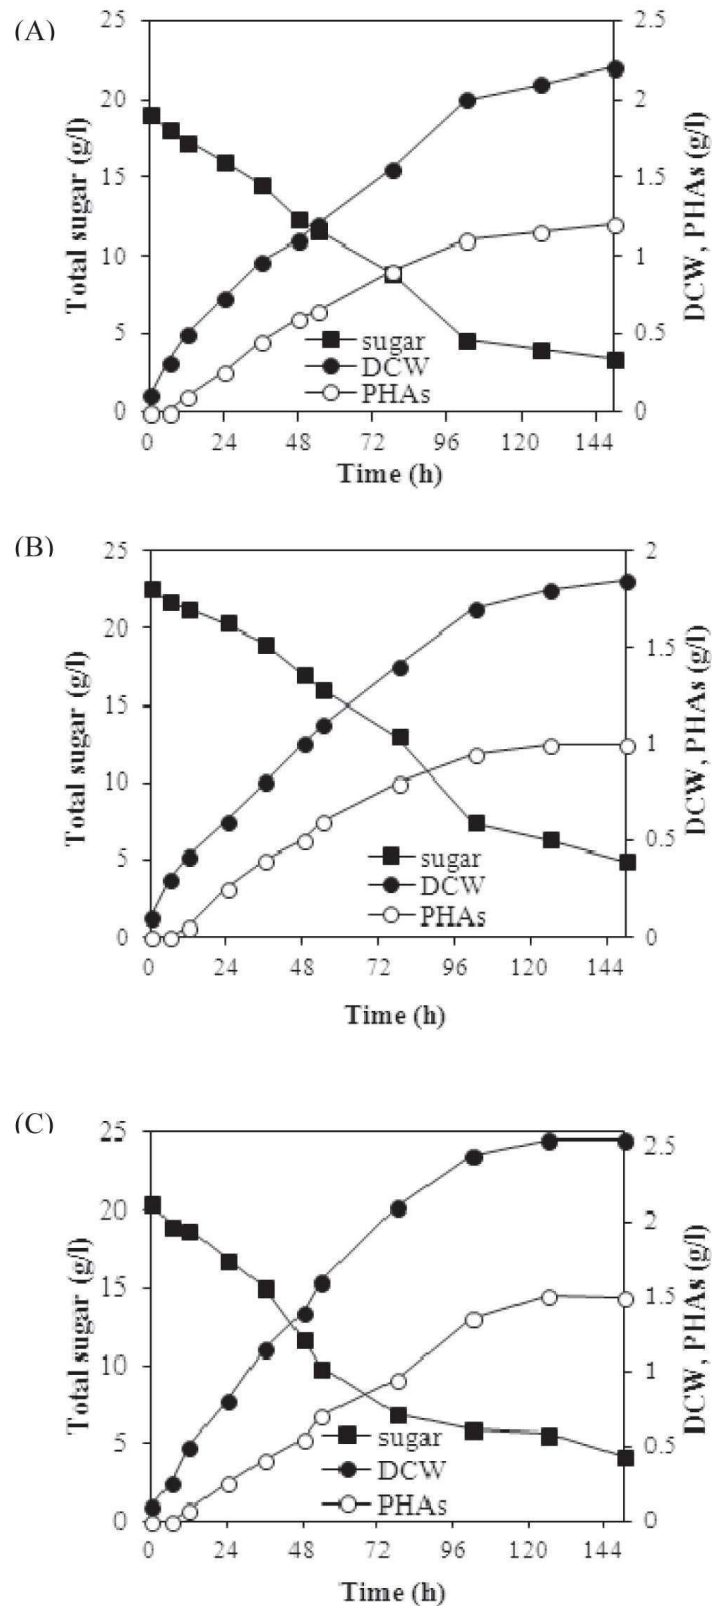 (A)
25
20
15
10
5
0
Total sugar (g/l)
2.5
2
1.5
1
0.5
0
DCW, PHAs (g/l)
sugar
DCW
PHAs
0 24 48 72 96 120 144
Time (h)
(B)
25
20
15
10
5
0
Total sugar (g/l)
2
1.5
1
0.5
0
DCW, PHAs (g/l)
sugar
DCW
PHAs
0 24 48 72 96 120 144
Time (h)
(C)
25
20
15
10
5
0
Total sugar (g/l)
2.5
2
1.5
1
0.5
0
DCW, PHAs (g/l)
sugar
DCW
PHAs
0 24 48 72 96 120 144
Time (h)